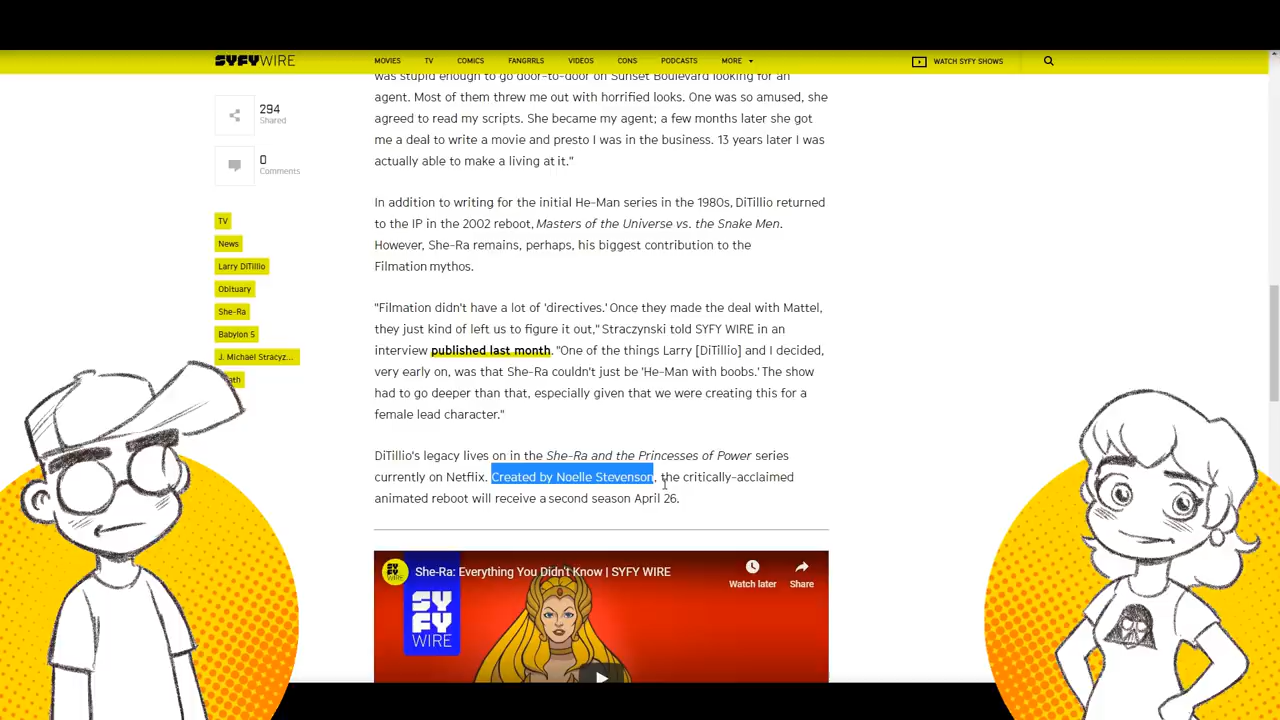 SYFY WIRE
MOVIES TV COMICS FANGRRLS VIDEOS CONS PODCASTS MORE
WATCH SYFY SHOWS
294
Shared
0
Comments
TV
News
Larry DiTillio
Obituary
She-Ra
Babylon 5
J. Michael Stracyz...
was stupid enough to go door-to-door on Sunset Boulevard looking for an
agent. Most of them threw me out with horrified looks. One was so amused, she
agreed to read my scripts. She became my agent; a few months later she got
me a deal to write a movie and presto I was in the business. 13 years later I was
actually able to make a living at it."
In addition to writing for the initial He-Man series in the 1980s, DiTillio returned
to the IP in the 2002 reboot, Masters of the Universe vs. the Snake Men.
However, She-Ra remains, perhaps, his biggest contribution to the
Filmation mythos.
"Filmation didn't have a lot of 'directives.' Once they made the deal with Mattel,
they just kind of left us to figure it out," Straczynski told SYFY WIRE in an
interview published last month. "One of the things Larry [DiTillio] and I decided,
very early on, was that She-Ra couldn't just be 'He-Man with boobs.' The show
had to go deeper than that, especially given that we were creating this for a
female lead character."
DiTillio's legacy lives on in the She-Ra and the Princesses of Power series
currently on Netflix. Created by Noelle Stevenson, the critically-acclaimed
animated reboot will receive a second season April 26.
She-Ra: Everything You Didn't Know | SYFY WIRE
Watch later
Share
SY
FY
WIRE